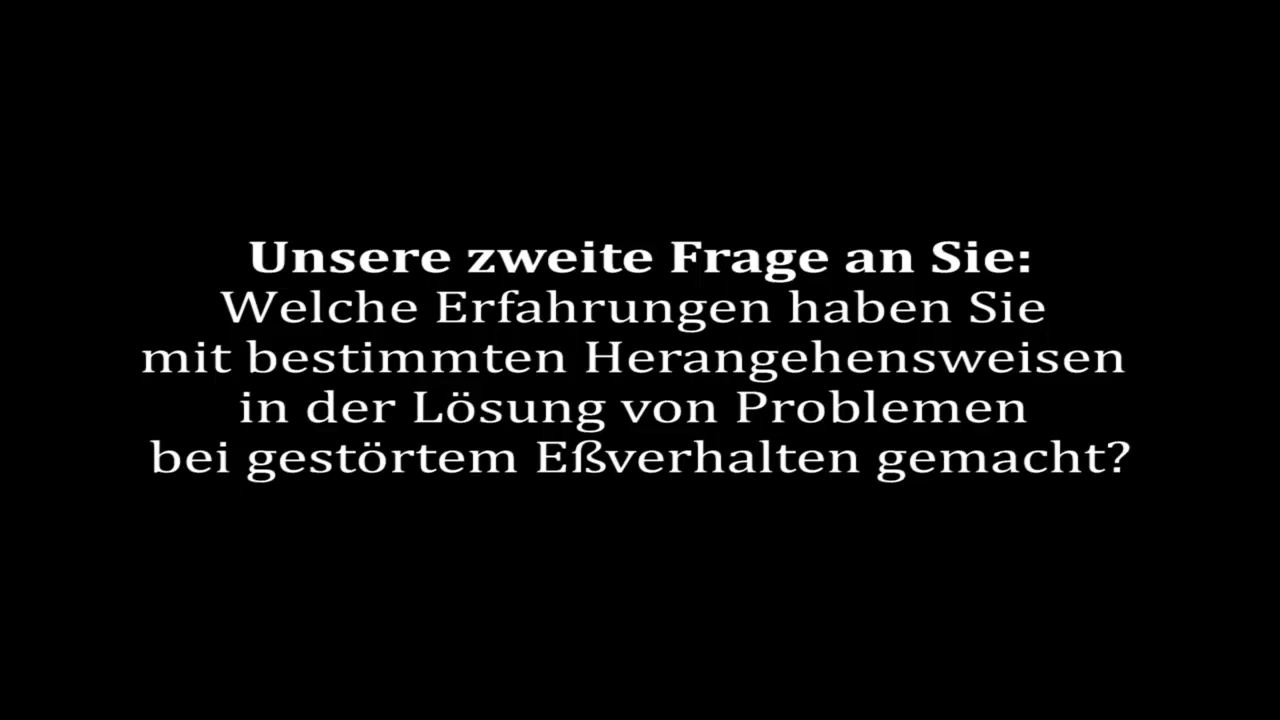 Unsere zweite Frage an Sie:
Welche Erfahrungen haben Sie
mit bestimmten Herangehensweisen
in der Lösung von Problemen
bei gestörtem Eßverhalten gemacht?